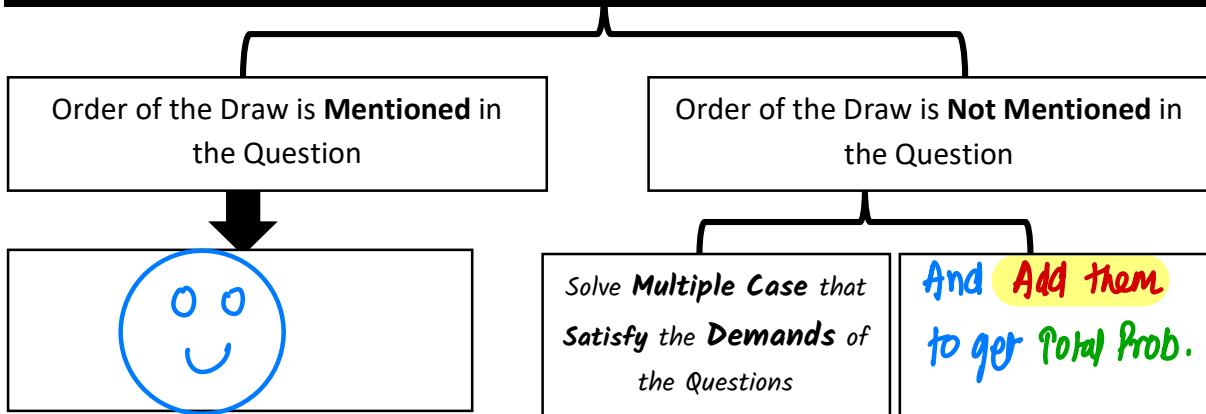 Order of the Draw is Mentioned in
the Question
Order of the Draw is Not Mentioned in
the Question
Solve Multiple Case that
Satisfy the Demands of
the Questions
And Add them
to get Total Prob.